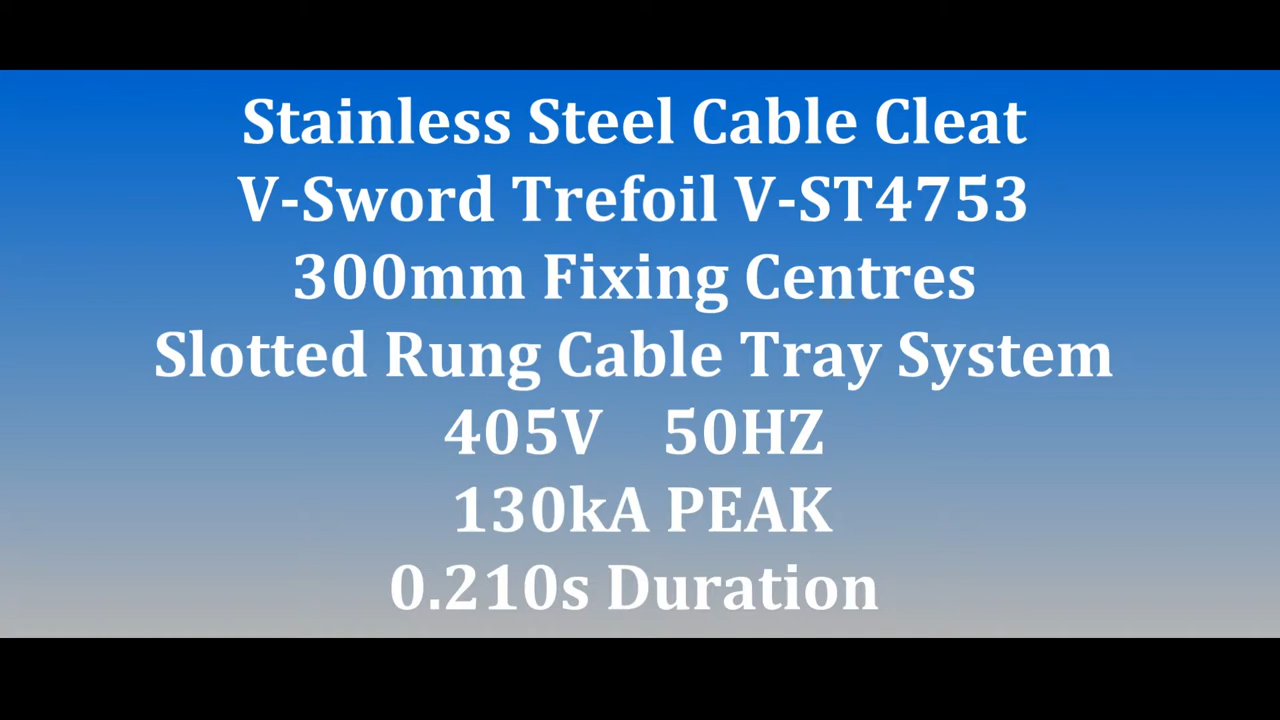 Stainless Steel Cable Cleat
V-Sword Trefoil V-ST4753
300mm Fixing Centres
Slotted Rung Cable Tray System
405V 50HZ
130kA PEAK
0.210s Duration